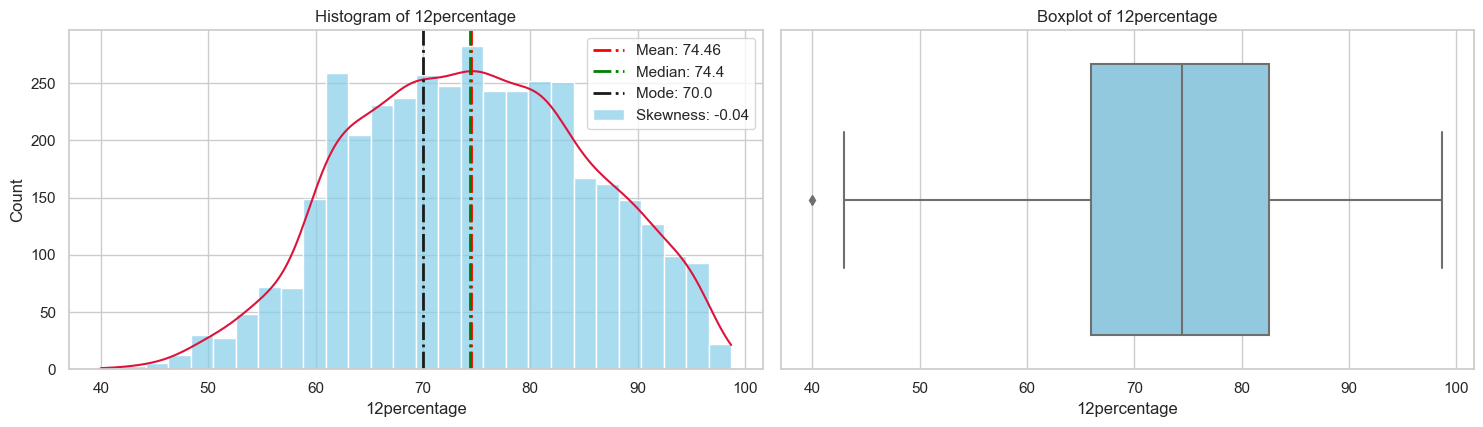 Histogram of 12percentage
Mean: 74.46
Median: 74.4
Mode: 70.0
Skewness: -0.04
Count
250
200
150
100
50
0
40 50 60 70 80 90 100
12percentage
Boxplot of 12percentage
40 50 60 70 80 90 100
12percentage